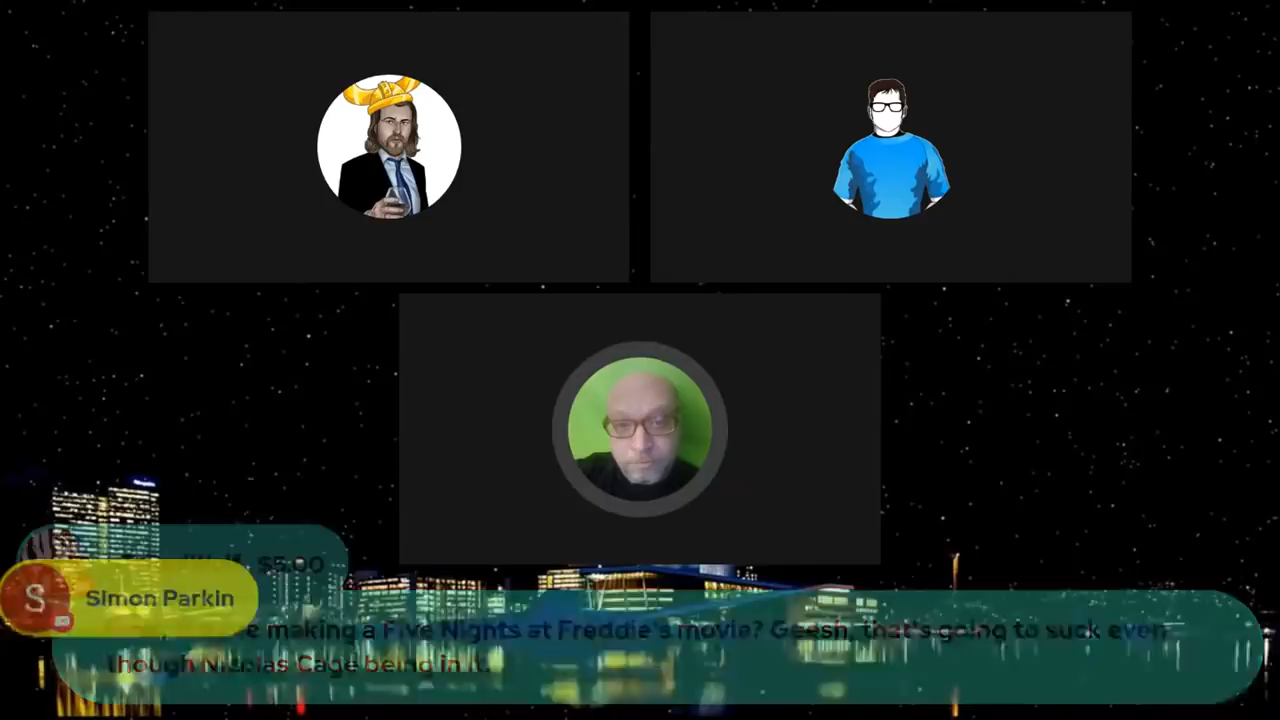 $5.00
S
Simon Parkin
making a Five Nights at Freddie's movie? Geesh, that's going to suck even
though Nicolas Cage being in it.